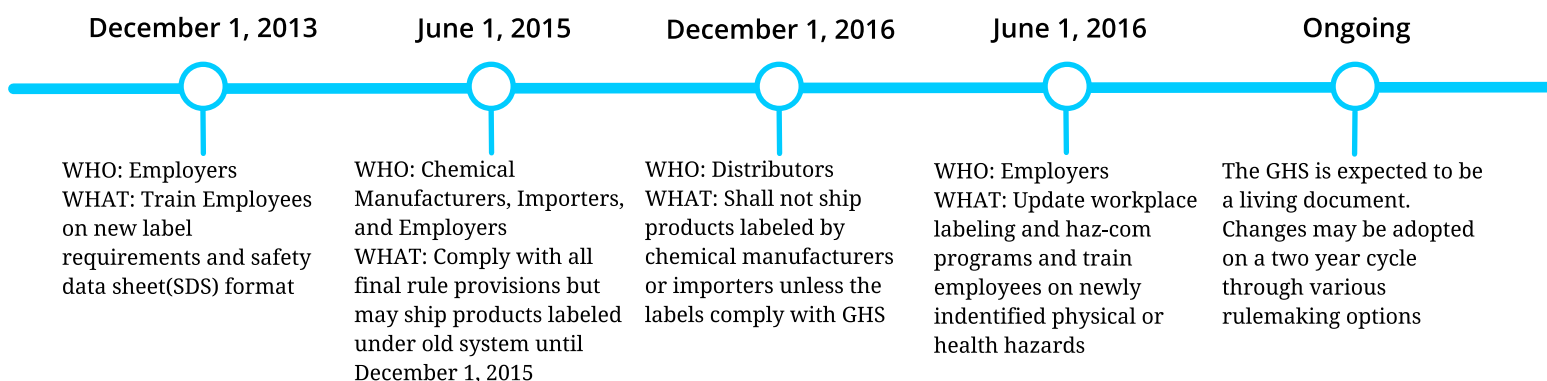 December 1, 2013
WHO: Employers
WHAT: Train Employees
on new label
requirements and safety
data sheet(SDS) format
June 1, 2015
WHO: Chemical
Manufacturers, Importers,
and Employers
WHAT: Comply with all
final rule provisions but
may ship products labeled
under old system until
December 1, 2015
December 1, 2016
WHO: Distributors
WHAT: Shall not ship
products labeled by
chemical manufacturers
or importers unless the
labels comply with GHS
June 1, 2016
WHO: Employers
WHAT: Update workplace
labeling and haz-com
programs and train
employees on newly
indentified physical or
health hazards
Ongoing
The GHS is expected to be
a living document.
Changes may be adopted
on a two year cycle
through various
rulemaking options